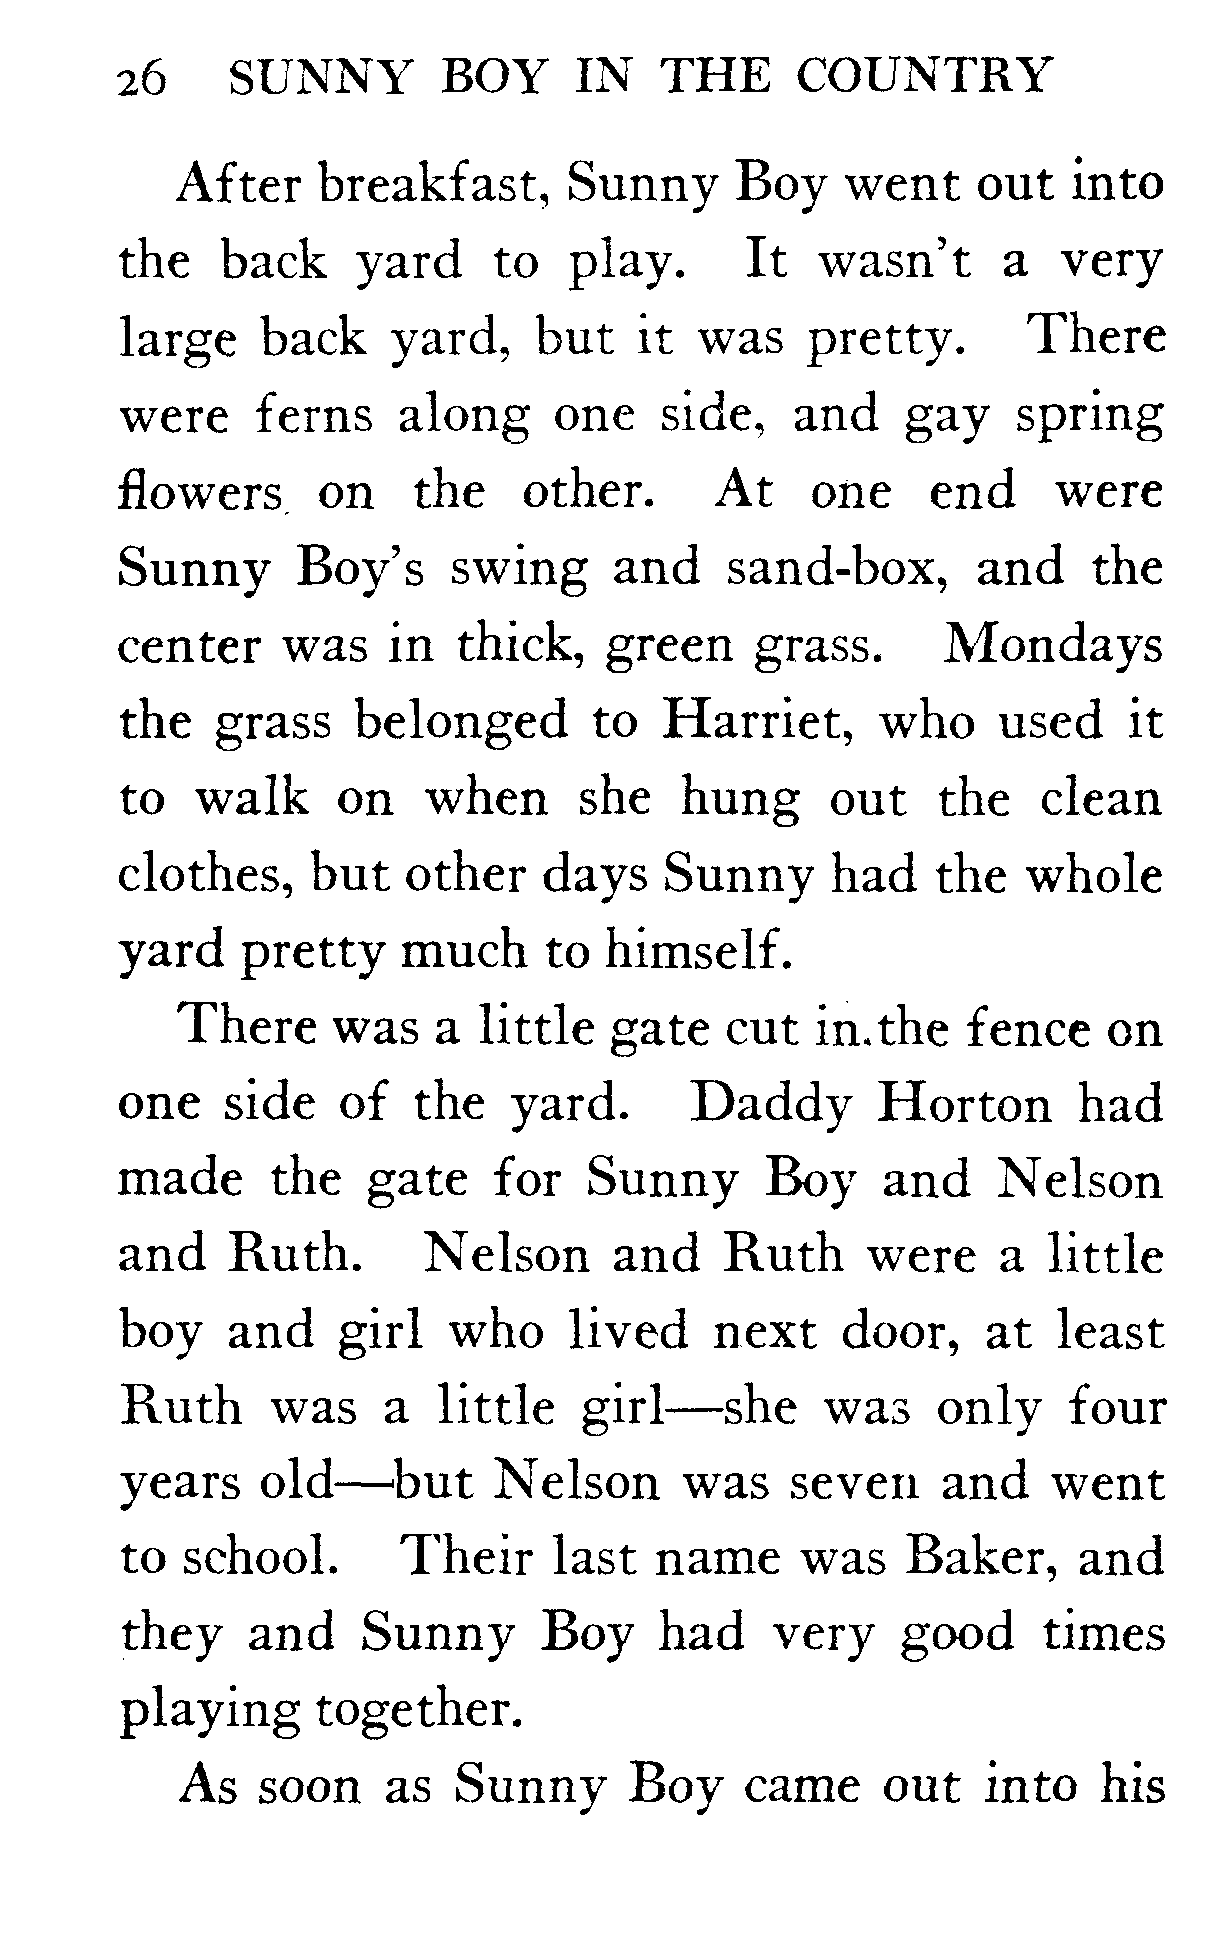 26 SUNNY BOY IN THE COUNTRY
After breakfast, Sunny Boy went out into
the back yard to play. It wasn't a very
large back yard, but it was pretty. There
were ferns along one side, and gay spring
flowers on the other. At one end were
Sunny Boy's swing and sand-box, and the
center was in thick, green grass. Mondays
the grass belonged to Harriet, who used it
to walk on when she hung out the clean
clothes, but other days Sunny had the whole
yard pretty much to himself.
There was a little gate cut in the fence on
one side of the yard. Daddy Horton had
made the gate for Sunny Boy and Nelson
and Ruth. Nelson and Ruth were a little
boy and girl who lived next door, at least
Ruth was a little girl—she was only four
years old—but Nelson was seven and went
to school. Their last name was Baker, and
they and Sunny Boy had very good times
playing together.
As soon as Sunny Boy came out into his